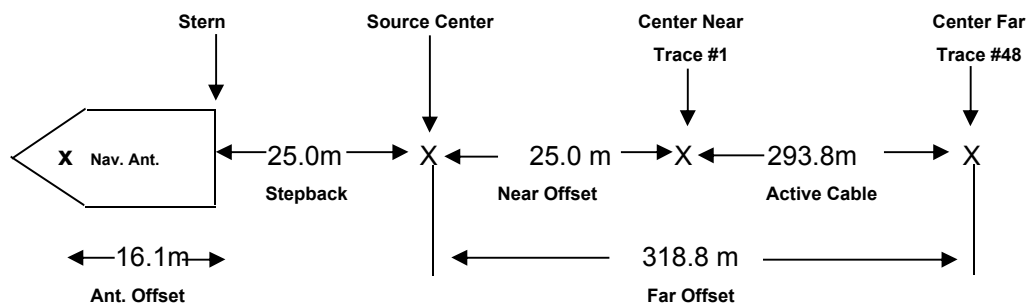 Stern
Source Center
Center Near
Trace #1
Center Far
Trace #48
X Nav. Ant.
25.0m
X
25.0 m
X
293.8m
X
Stepback
Near Offset
Active Cable
16.1m
318.8 m
Ant. Offset
Far Offset